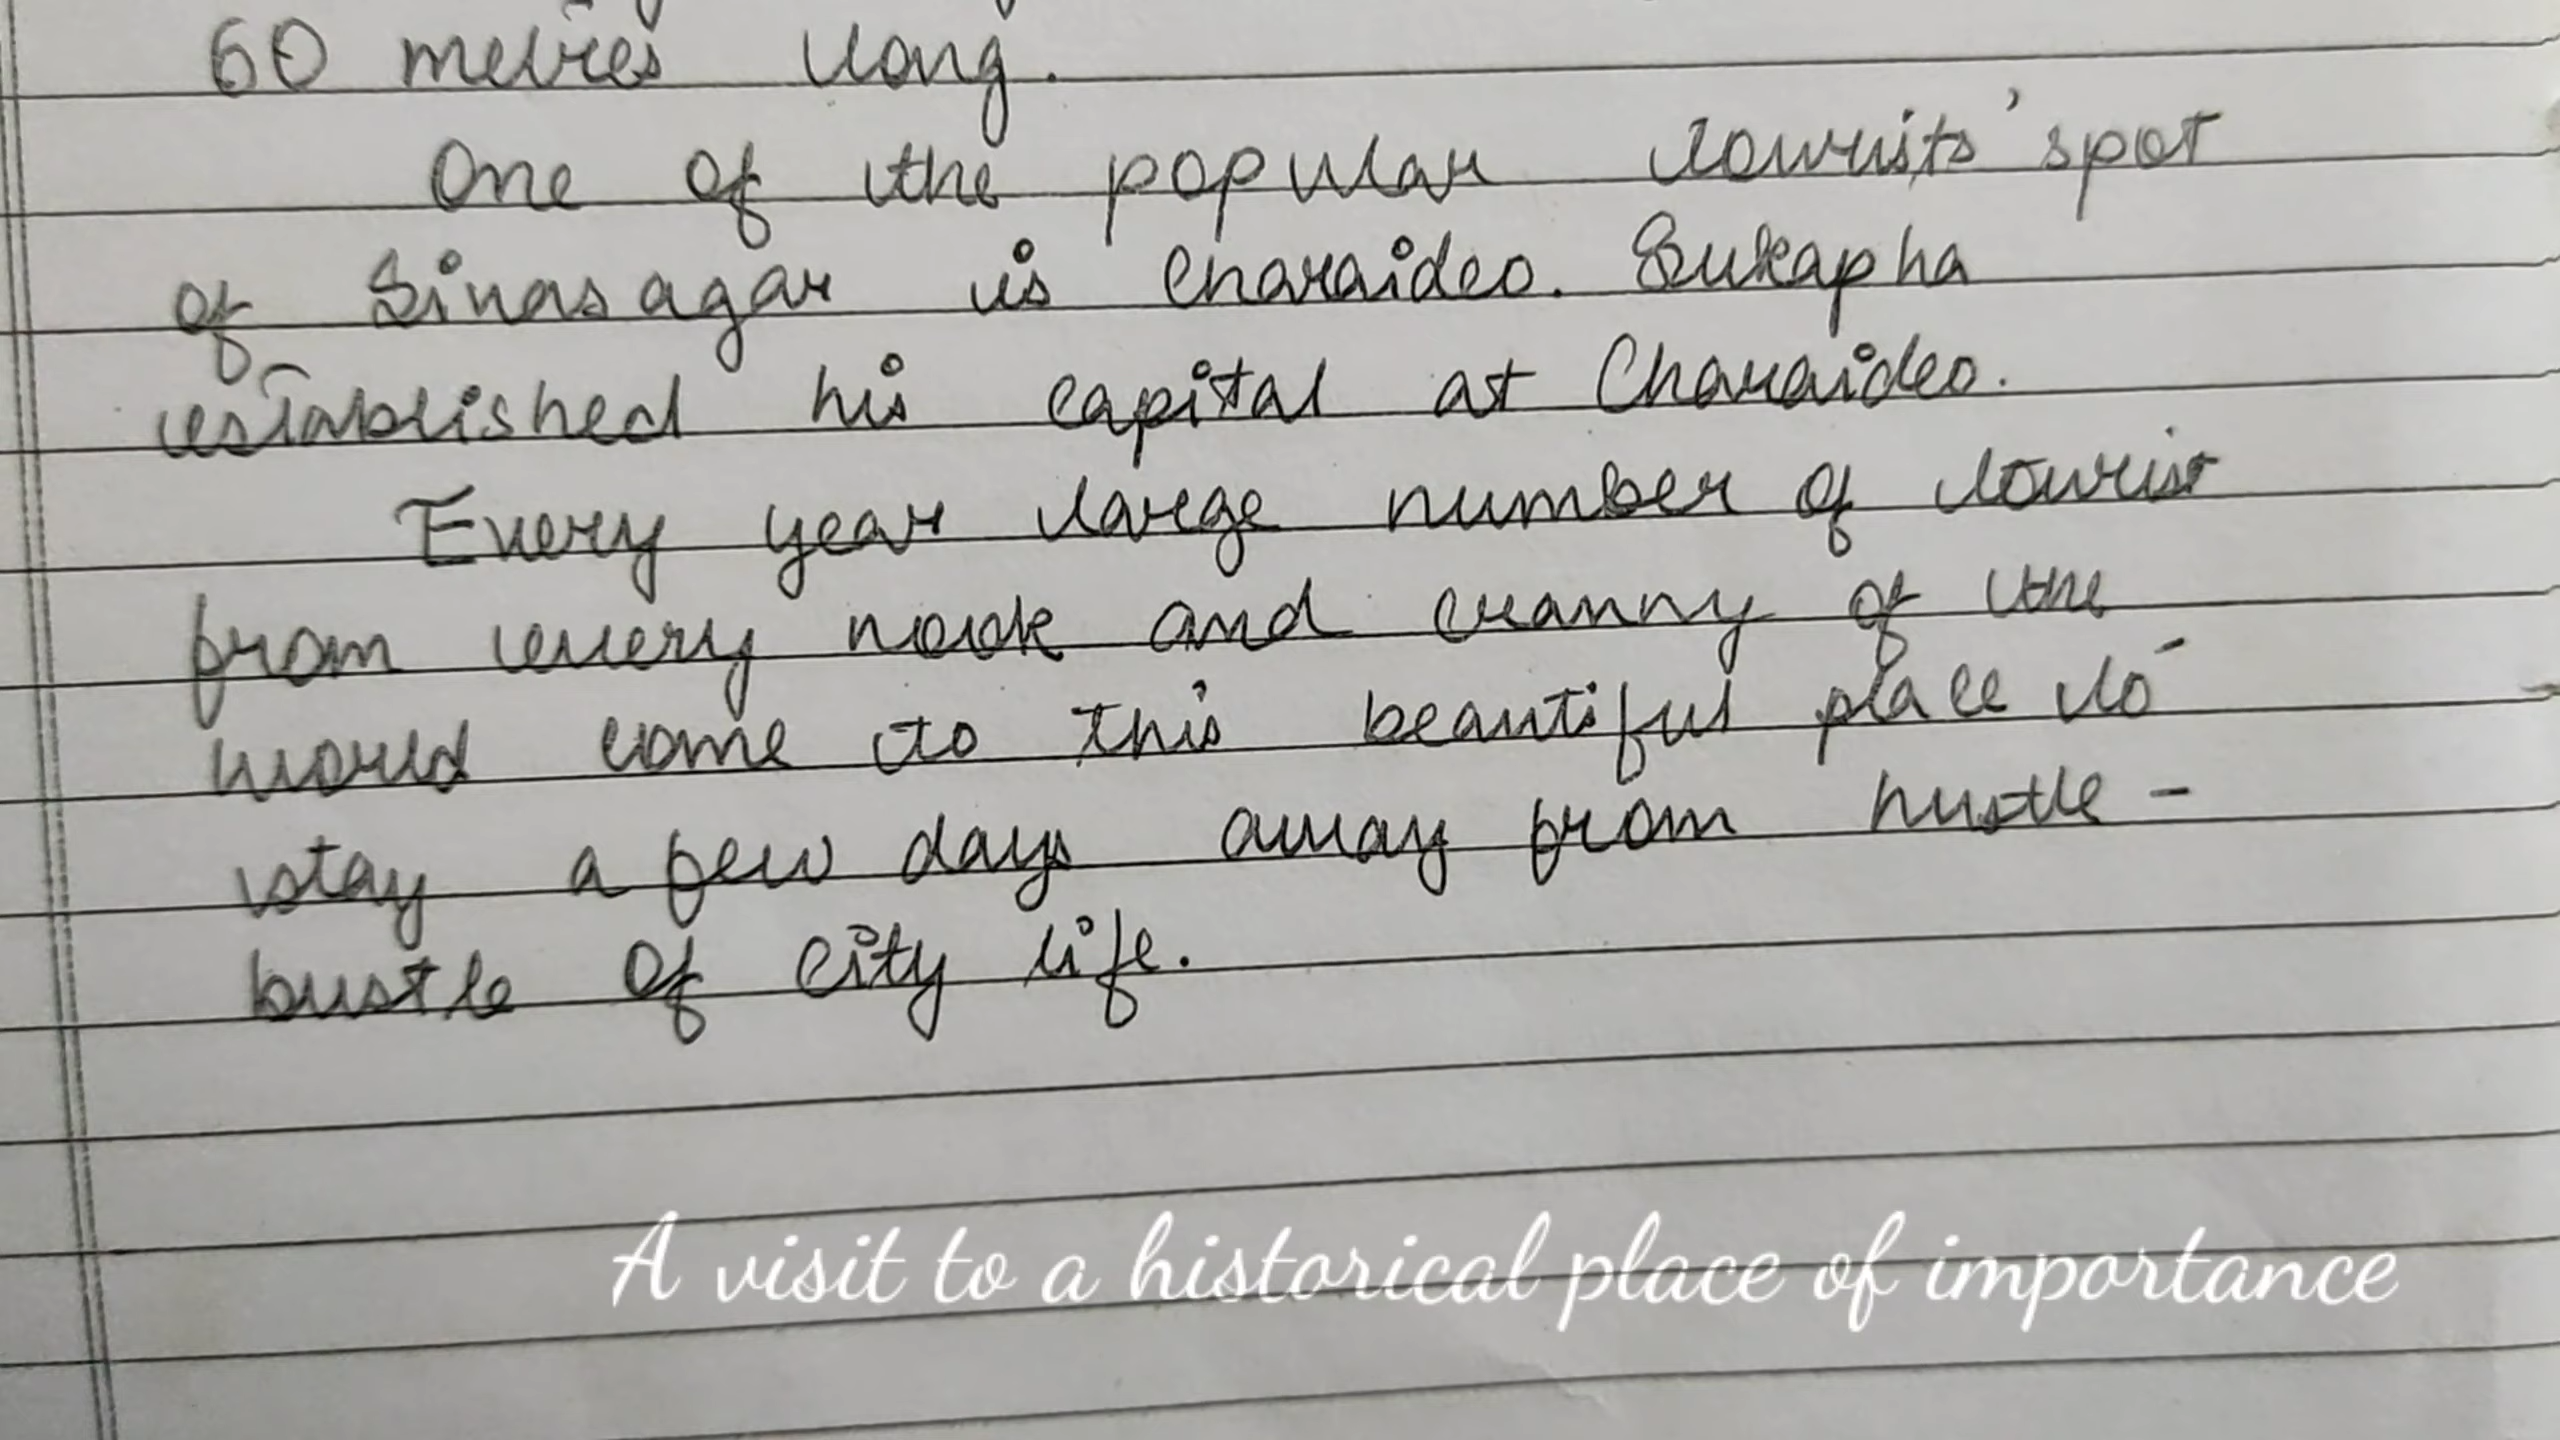 60 metres long.
One of the popular tourists' spot
of Sivasagar is Charaideo. Sukapha
established his capital at Charaideo.
Every year large number of tourist
from every nook and cranny of the
world come to this beautiful place to
stay a few days away from hustle -
bustle of city life.
A visit to a historical place of importance